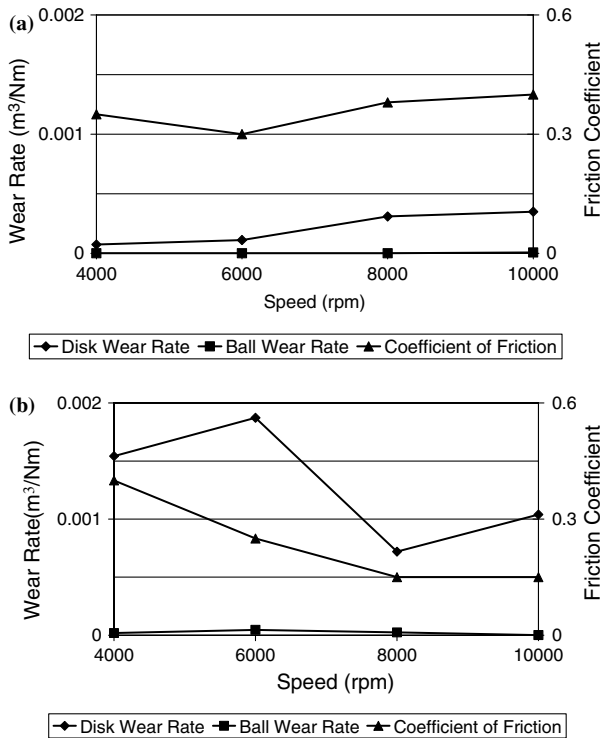 (a)
Wear Rate (m³/Nm)
0.002
0.001
0
0.6
0.3
0
Friction Coefficient
4000 6000 8000 10000
Speed (rpm)
Disk Wear Rate Ball Wear Rate Coefficient of Friction
(b)
Wear Rate(m³/Nm)
0.002
0.001
0
0.6
0.3
0
Friction Coefficient
4000 6000 8000 10000
Speed (rpm)
Disk Wear Rate Ball Wear Rate Coefficient of Friction